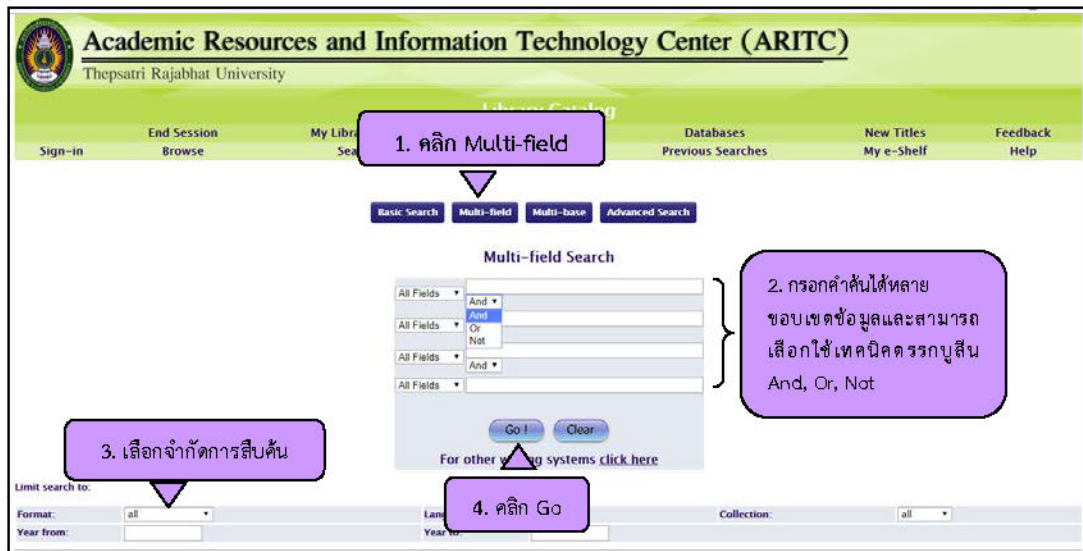 Academic Resources and Information Technology Center (ARITC)
Thepsatri Rajabhat University
Library Catalog
End Session My Libra Databases New Titles Feedback
Sign-in Browse Sea Previous Searches My e-Shelf Help
1. คลิก Multi-field
Basic Search Multi-field Multi-base Advanced Search
Multi-field Search
All Fields
And
And
Or
Not
All Fields
All Fields
And
All Fields
2. กรอกคำค้นได้หลาย
ขอบเขตข้อมูลและสามารถ
เลือกใช้เทคนิคตรรกบูลีน
And, Or, Not
Go ! Clear
For other w ng systems click here
3. เลือกจำกัดการสืบค้น
4. คลิก Go
Limit search to:
Format: all Lan Collection: all
Year from: Year to: